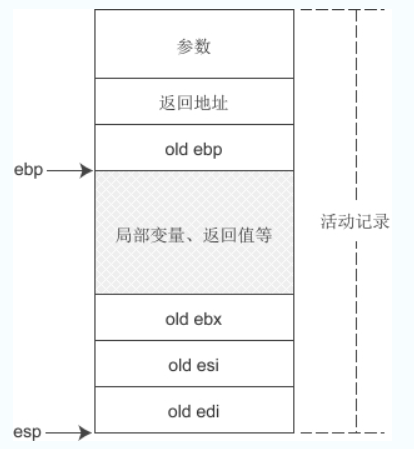 参数
返回地址
old ebp
ebp
局部变量、返回值等
活动记录
old ebx
old esi
old edi
esp